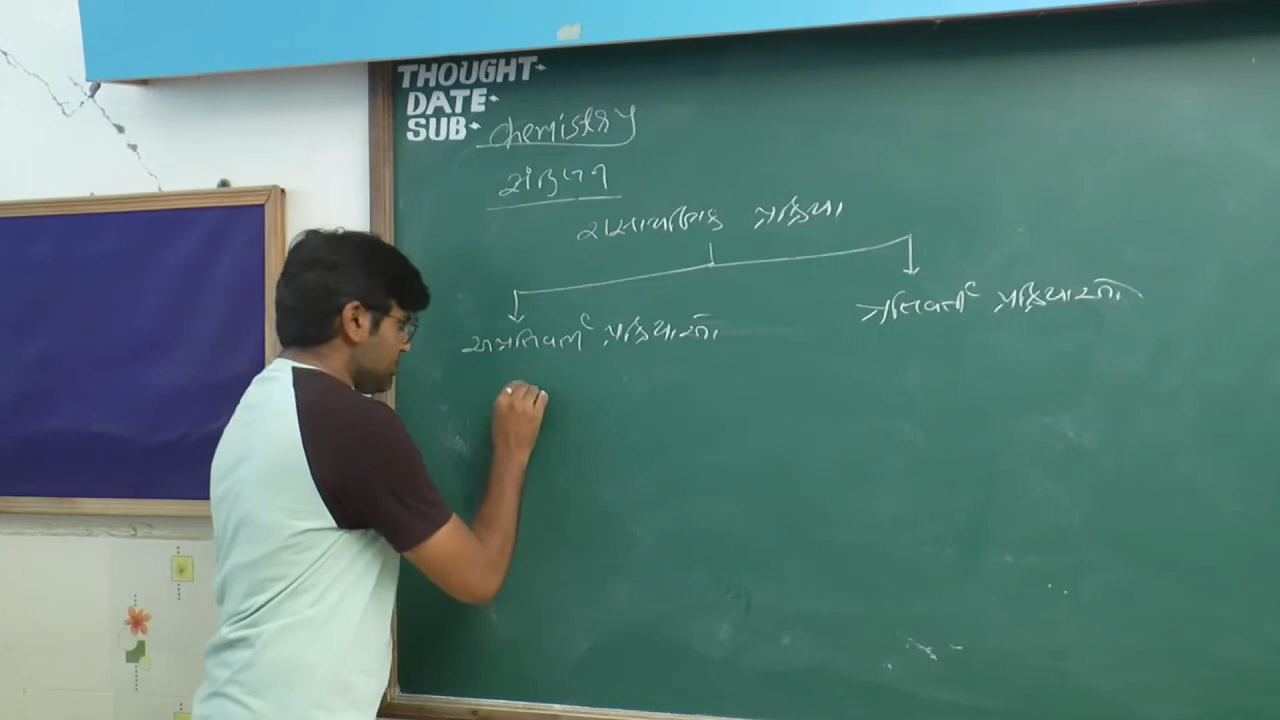 THOUGHT-
DATE-
SUB- Chemistry
સંતુલન
રાસાયણિક પ્રક્રિયા
અપ્રતિવર્તી પ્રક્રિયાઓ
પ્રતિવર્તી પ્રક્રિયાઓ